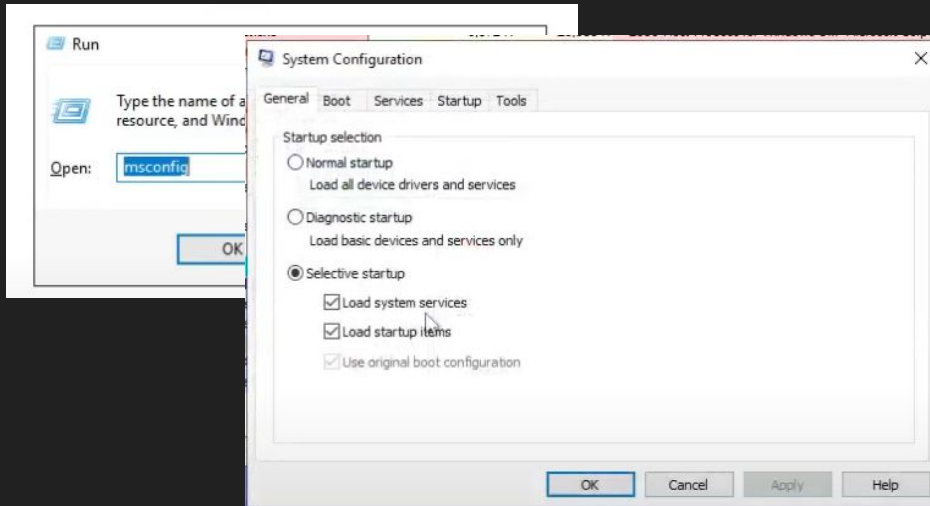 Run
Type the name of a
resource, and Wind
Open:
msconfig
OK
System Configuration
General Boot Services Startup Tools
Startup selection
Normal startup
Load all device drivers and services
Diagnostic startup
Load basic devices and services only
Selective startup
Load system services
Load startup items
Use original boot configuration
OK Cancel Apply Help